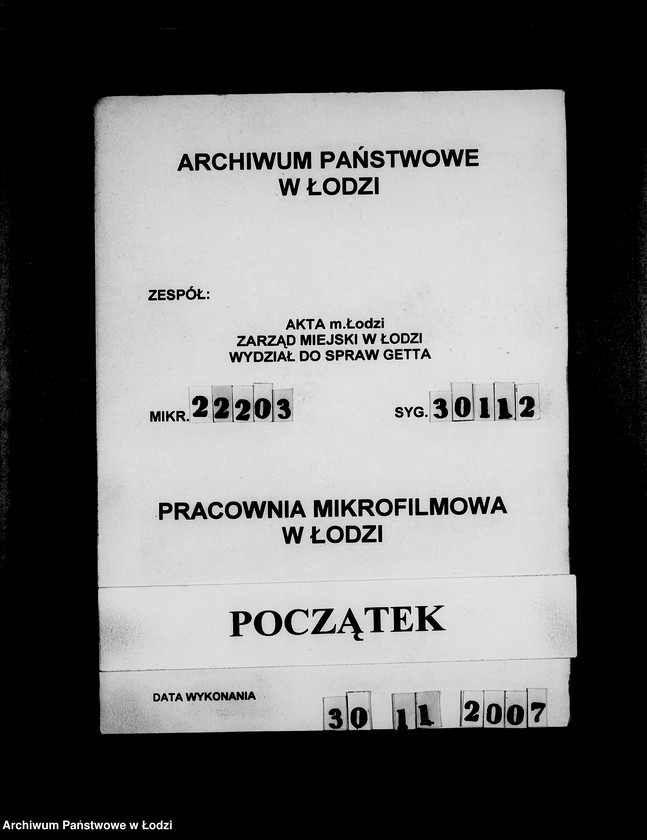 ARCHIWUM PAŃSTWOWE
W ŁODZI
ZESPÓŁ:
AKTA m.Łodzi
ZARZĄD MIEJSKI W ŁODZI
WYDZIAŁ DO SPRAW GETTA
MIKR. 22203 SYG. 30112
PRACOWNIA MIKROFILMOWA
W ŁODZI
POCZĄTEK
DATA WYKONANIA 30 11 2007
Archiwum Państwowe w Łodzi